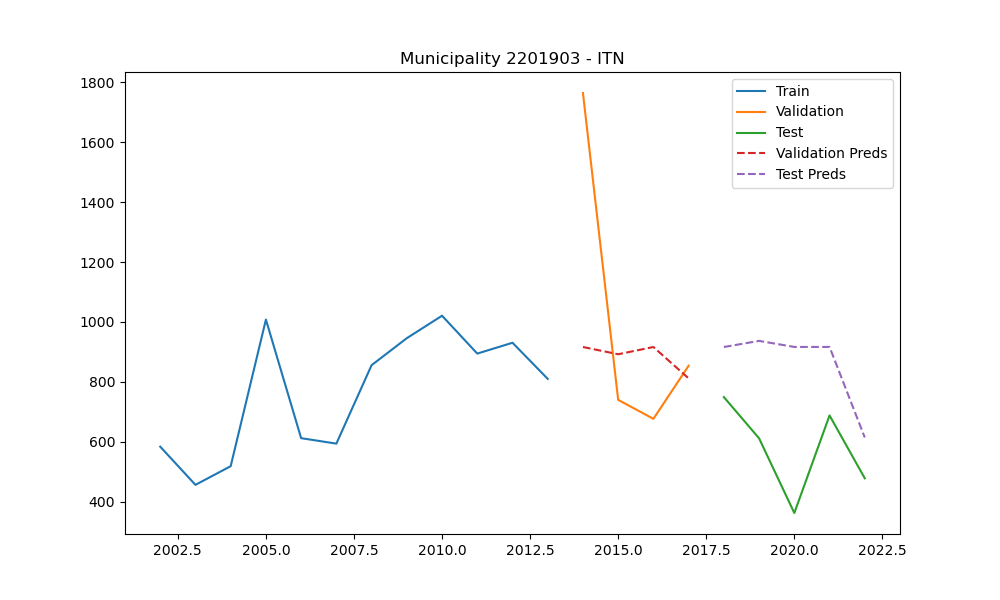 Municipality 2201903 - ITN
1800
1600
1400
1200
1000
800
600
400
Train
Validation
Test
Validation Preds
Test Preds
2002.5 2005.0 2007.5 2010.0 2012.5 2015.0 2017.5 2020.0 2022.5